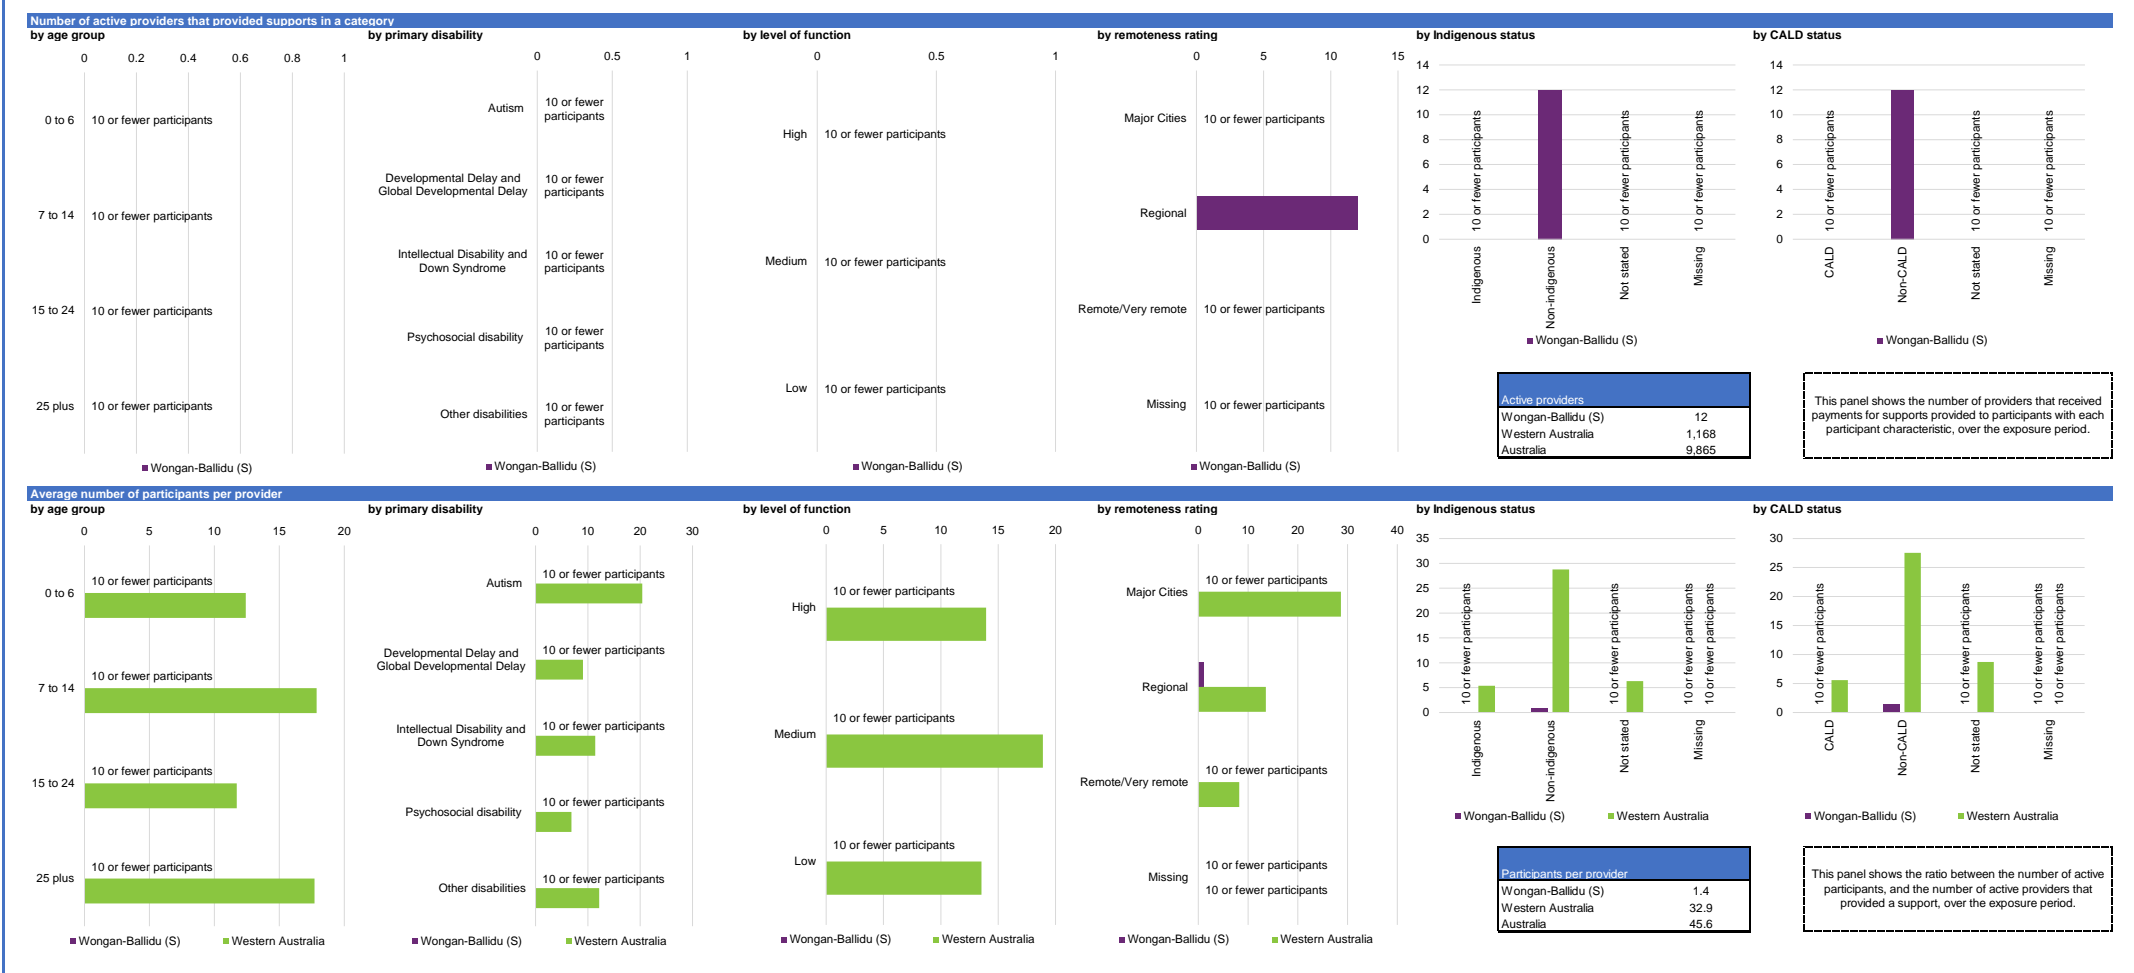 Number of active providers that provided supports in a category
by age group
0 0.2 0.4 0.6 0.8 1
0 to 6 10 or fewer participants
7 to 14 10 or fewer participants
15 to 24 10 or fewer participants
25 plus 10 or fewer participants
Wongan-Ballidu (S)
by primary disability
0 0.5 1
Autism 10 or fewer
participants
Developmental Delay and
Global Developmental Delay
10 or fewer
participants
Intellectual Disability and
Down Syndrome
10 or fewer
participants
Psychosocial disability 10 or fewer
participants
Other disabilities 10 or fewer
participants
Wongan-Ballidu (S)
by level of function
0 0.5 1
High 10 or fewer participants
Medium 10 or fewer participants
Low 10 or fewer participants
Wongan-Ballidu (S)
by remoteness rating
0 5 10 15
Major Cities 10 or fewer participants
Regional
Remote/Very remote 10 or fewer participants
Missing 10 or fewer participants
Wongan-Ballidu (S)
by Indigenous status
14
12
10
8
6
4
2
0
10 or fewer participants
10 or fewer participants
10 or fewer participants
Indigenous
Non-indigenous
Not stated
Missing
Wongan-Ballidu (S)
by CALD status
14
12
10
8
6
4
2
0
10 or fewer participants
10 or fewer participants
10 or fewer participants
CALD
Non-CALD
Not stated
Missing
Wongan-Ballidu (S)
Active providers
Wongan-Ballidu (S) 12
Western Australia 1,168
Australia 9,865
This panel shows the number of providers that received
payments for supports provided to participants with each
participant characteristic, over the exposure period.
Average number of participants per provider
by age group
0 5 10 15 20
0 to 6 10 or fewer participants
7 to 14 10 or fewer participants
15 to 24 10 or fewer participants
25 plus 10 or fewer participants
Wongan-Ballidu (S) Western Australia
by primary disability
0 10 20 30
Autism 10 or fewer participants
Developmental Delay and
Global Developmental Delay
10 or fewer participants
Intellectual Disability and
Down Syndrome
10 or fewer participants
Psychosocial disability 10 or fewer participants
Other disabilities 10 or fewer participants
Wongan-Ballidu (S) Western Australia
by level of function
0 5 10 15 20
High 10 or fewer participants
Medium 10 or fewer participants
Low 10 or fewer participants
Wongan-Ballidu (S) Western Australia
by remoteness rating
0 10 20 30 40
Major Cities 10 or fewer participants
Regional
Remote/Very remote 10 or fewer participants
Missing 10 or fewer participants
10 or fewer participants
Wongan-Ballidu (S) Western Australia
by Indigenous status
35
30
25
20
15
10
5
0
10 or fewer participants
10 or fewer participants
10 or fewer participants
10 or fewer participants
Indigenous
Non-indigenous
Not stated
Missing
Wongan-Ballidu (S) Western Australia
by CALD status
30
25
20
15
10
5
0
10 or fewer participants
10 or fewer participants
10 or fewer participants
10 or fewer participants
CALD
Non-CALD
Not stated
Missing
Wongan-Ballidu (S) Western Australia
Participants per provider
Wongan-Ballidu (S) 1.4
Western Australia 32.9
Australia 45.6
This panel shows the ratio between the number of active
participants, and the number of active providers that
provided a support, over the exposure period.